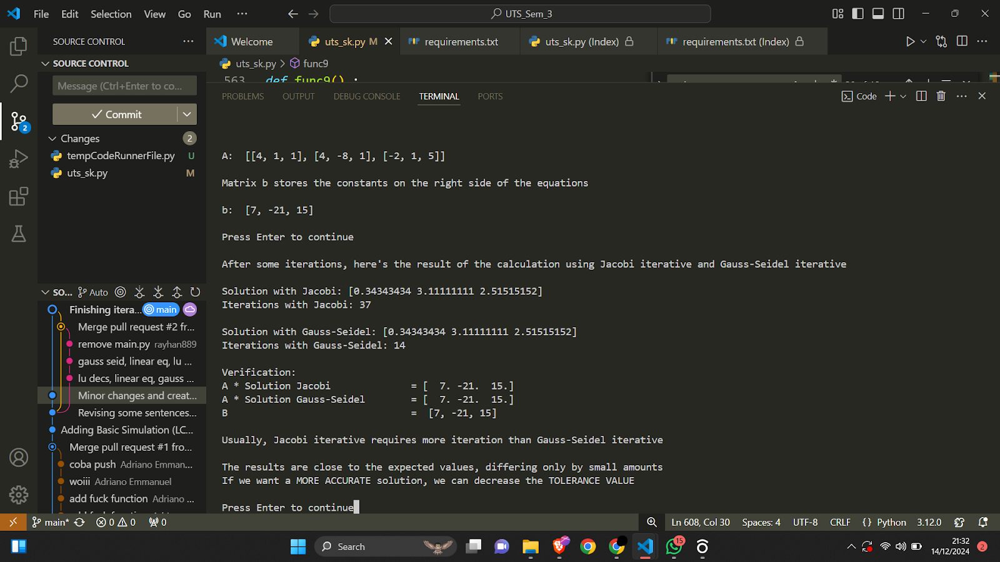 File Edit Selection View Go Run ··· UTS_Sem_3
SOURCE CONTROL ···
Welcome uts_sk.py M requirements.txt uts_sk.py (Index) requirements.txt (Index)
SOURCE CONTROL
uts_sk.py > func9
Message (Ctrl+Enter to co...
563 def func9() :
PROBLEMS OUTPUT DEBUG CONSOLE TERMINAL PORTS Code
Commit
Changes 2
tempCodeRunnerFile.py U
uts_sk.py M
2
A: [[4, 1, 1], [4, -8, 1], [-2, 1, 5]]
Matrix b stores the constants on the right side of the equations
b: [7, -21, 15]
Press Enter to continue
After some iterations, here's the result of the calculation using Jacobi iterative and Gauss-Seidel iterative
Solution with Jacobi: [0.34343434 3.11111111 2.51515152]
Iterations with Jacobi: 37
Solution with Gauss-Seidel: [0.34343434 3.11111111 2.51515152]
Iterations with Gauss-Seidel: 14
Verification:
A * Solution Jacobi = [ 7. -21. 15.]
A * Solution Gauss-Seidel = [ 7. -21. 15.]
B = [7, -21, 15]
Usually, Jacobi iterative requires more iteration than Gauss-Seidel iterative
The results are close to the expected values, differing only by small amounts
If we want a MORE ACCURATE solution, we can decrease the TOLERANCE VALUE
Press Enter to continue
SO... Auto
Finishing itera... main
Merge pull request #2 fr...
remove main.py rayhan889
gauss seid, linear eq, lu ...
lu decs, linear eq, gauss ...
Minor changes and creat...
Revising some sentences...
Adding Basic Simulation (LC...
Merge pull request #1 fro...
coba push Adriano Emman...
woiii Adriano Emmanuel
add fuck function Adriano ...
main* 0 0 0 Ln 608, Col 30 Spaces: 4 UTF-8 CRLF {} Python 3.12.0
Search 15 21:32
14/12/2024 2